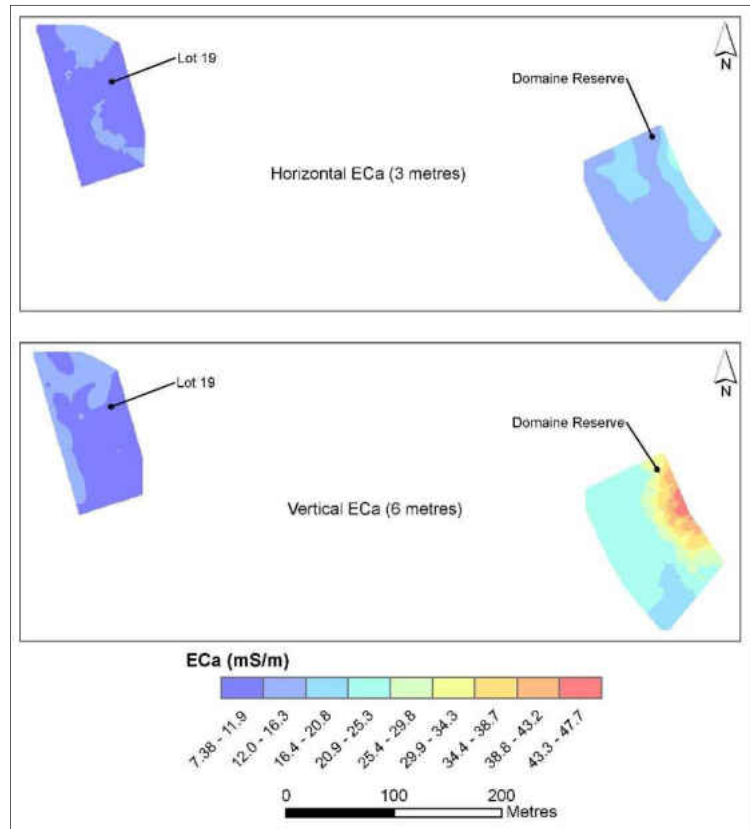 Lot 19
N
Domaine Reserve
Horizontal ECa (3 metres)
Lot 19
N
Domaine Reserve
Vertical ECa (6 metres)
ECa (mS/m)
7.38 - 11.9
12.0 - 16.3
16.4 - 20.8
20.9 - 25.3
25.4 - 29.8
29.9 - 34.3
34.4 - 38.7
38.8 - 43.2
43.3 - 47.7
0 100 200
Metres